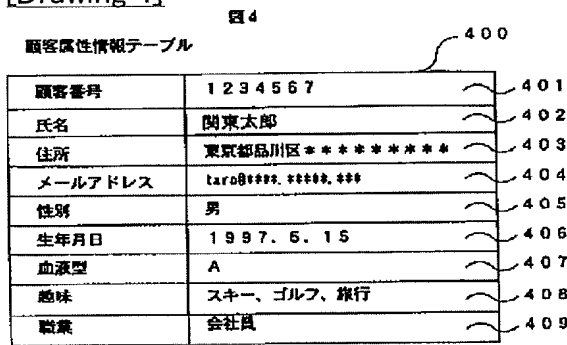 [Drawing 4]
図4
顧客属性情報テーブル
400
顧客番号 1234567 401
氏名 関東太郎 402
住所 東京都品川区********* 403
メールアドレス taro@****.*****.*** 404
性別 男 405
生年月日 1997.6.15 406
血液型 A 407
趣味 スキー、ゴルフ、旅行 408
職業 会社員 409